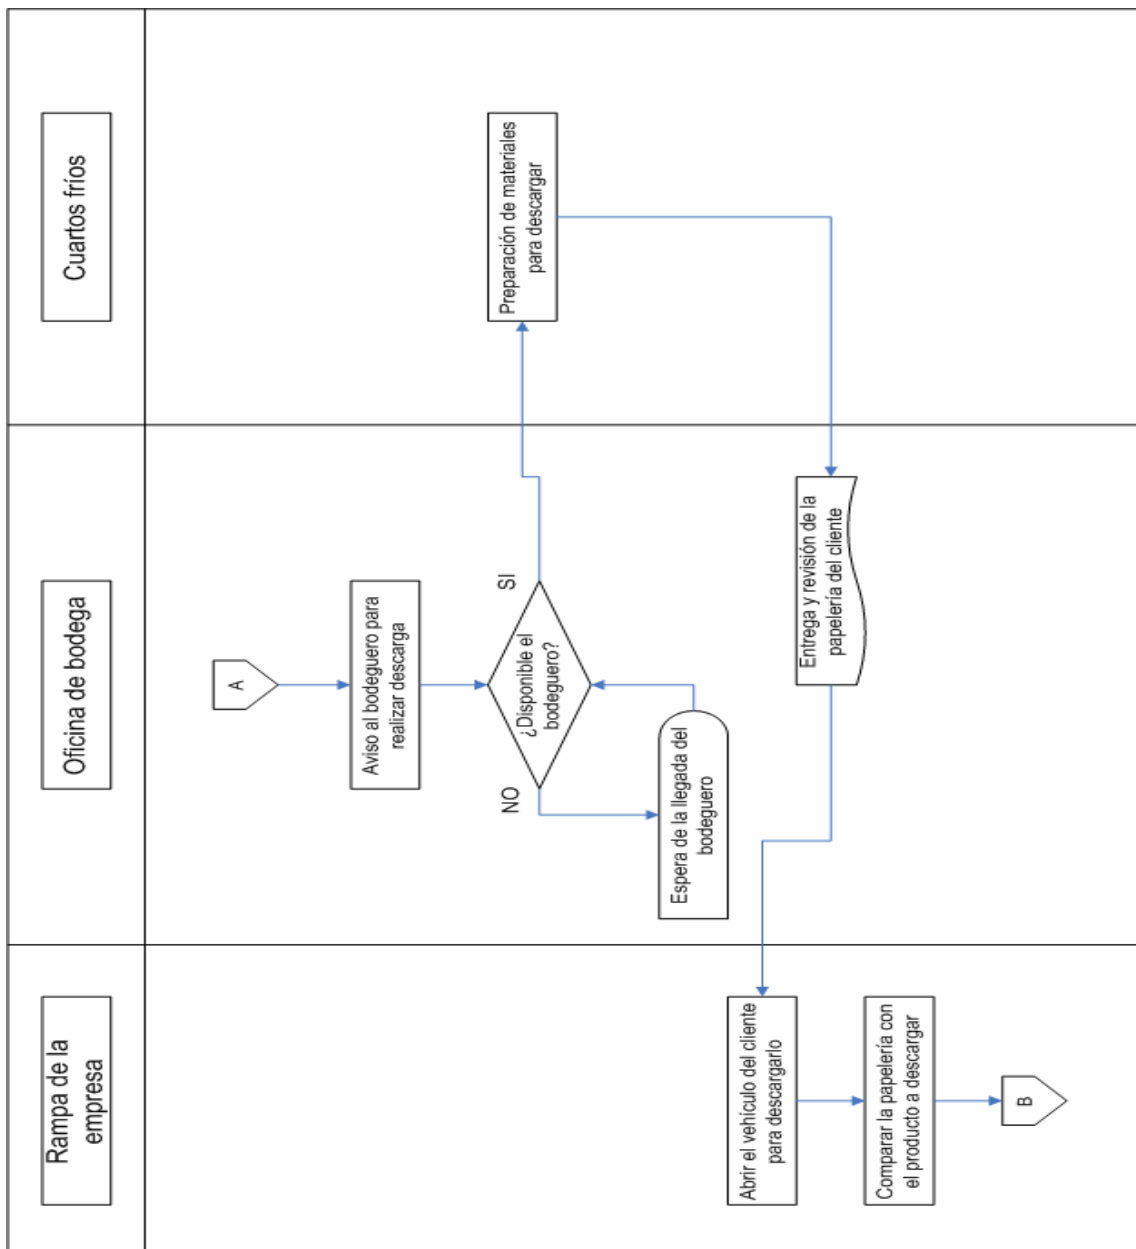 Rampa de la
empresa
Oficina de bodega
Cuartos fríos
A
Aviso al bodeguero para
realizar descarga
¿Disponible el
bodeguero?
NO
SI
Preparación de materiales
para descargar
Espera de la llegada del
bodeguero
Entrega y revisión de la
papelería del cliente
Abrir el vehículo del cliente
para descargarlo
Comparar la papelería con
el producto a descargar
B